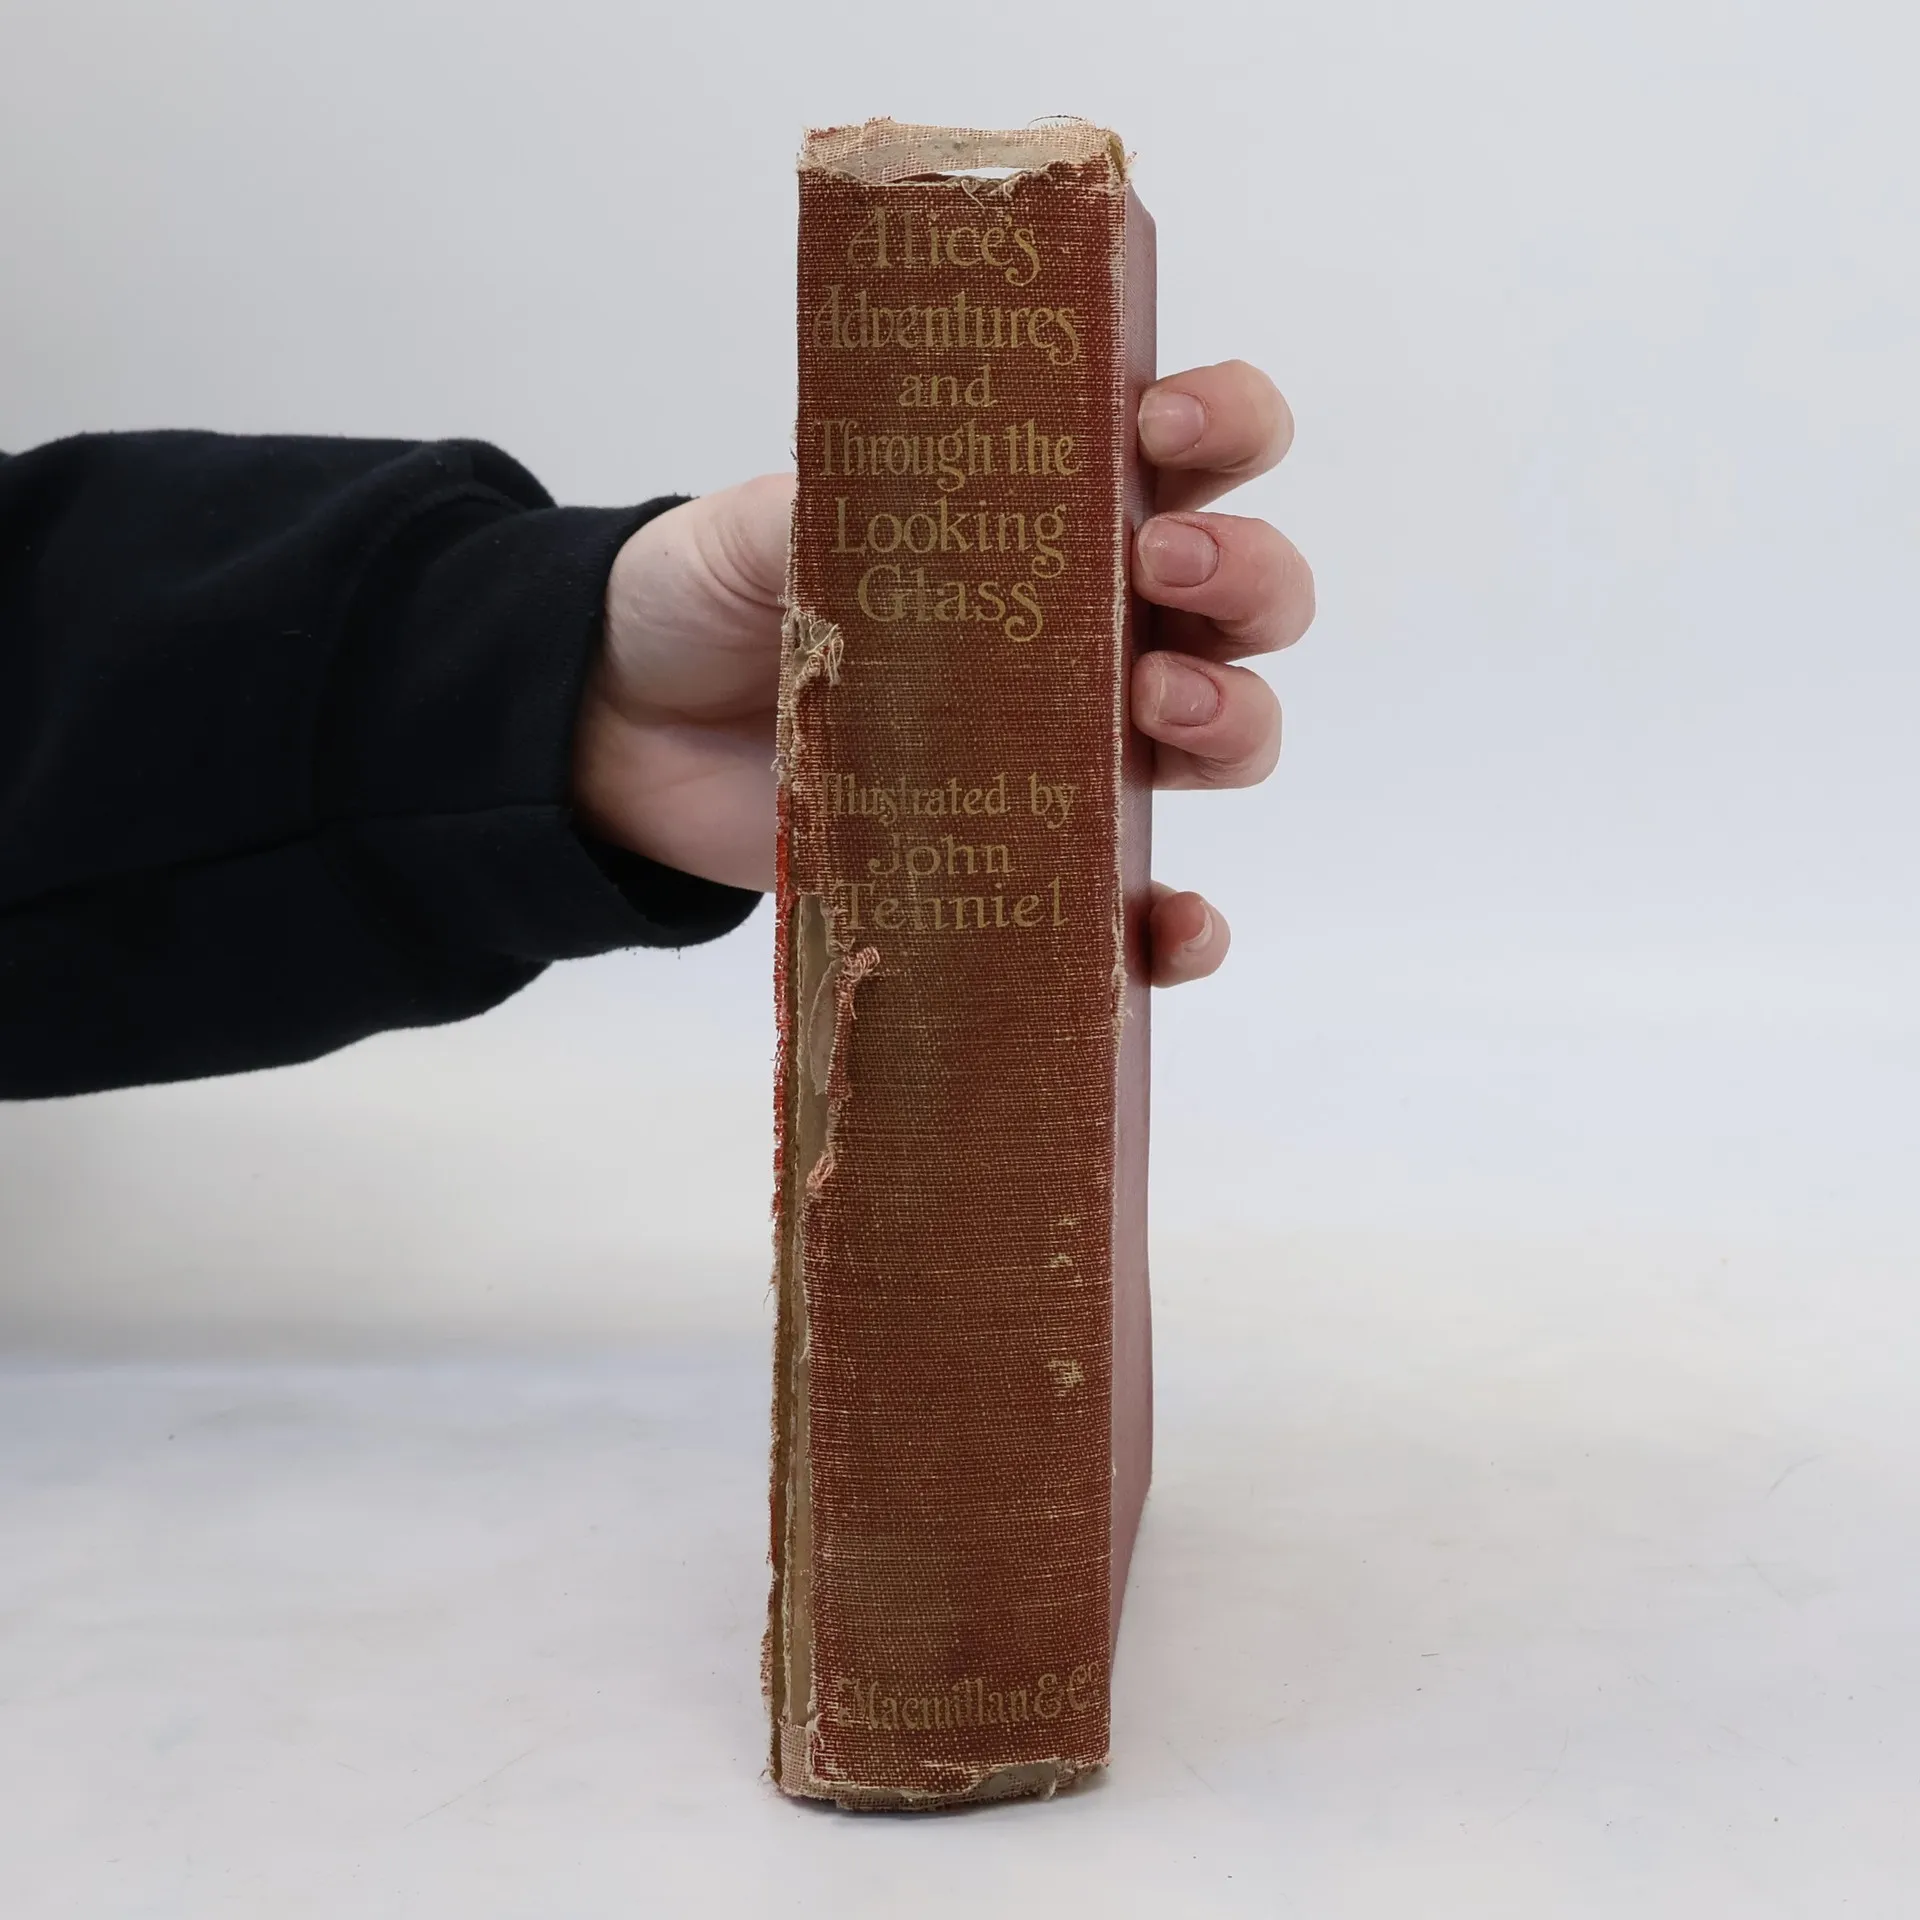 Alice's
Adventures
and
Through the
Looking
Glass
Illustrated by
John
Tenniel
Macmillan & Co